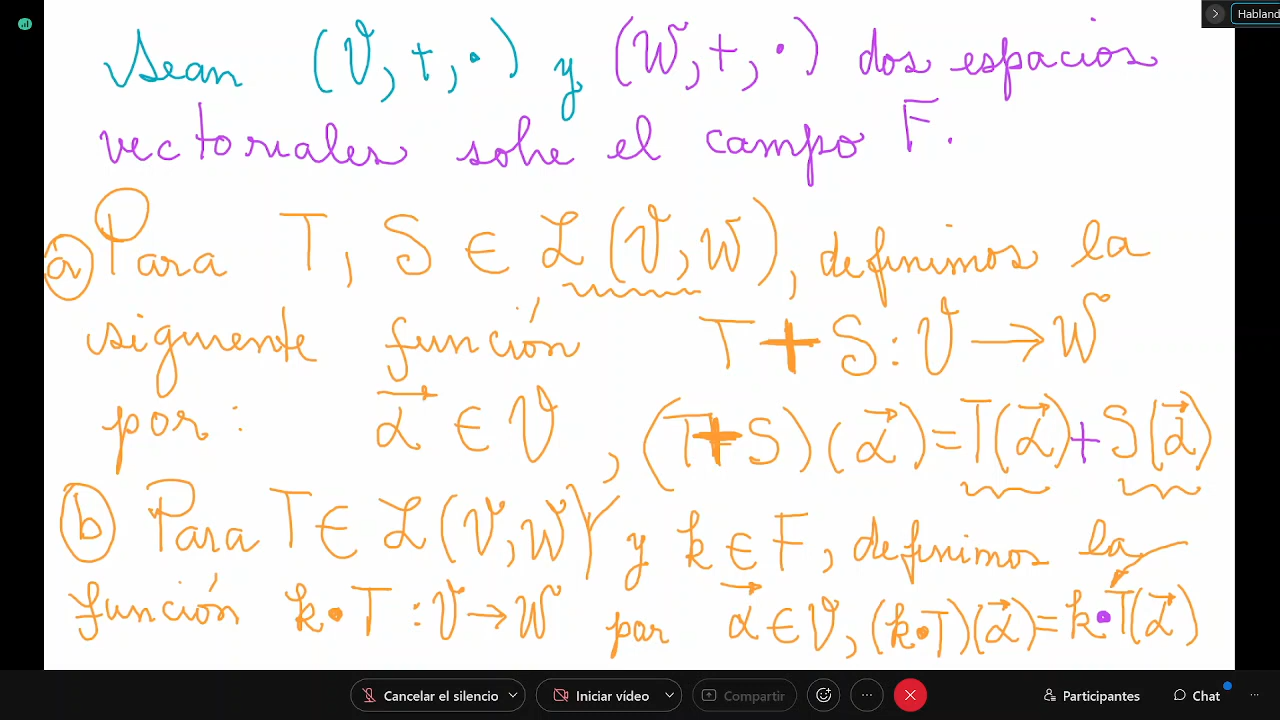 Habland
Sean (V, +, ·) y (W, +, ·) dos espacios
vectoriales sobre el campo F.
a) Para T, S ∈ L(V, W), definimos la
siguiente función T + S : V → W
por: α⃗ ∈ V, (T+S)(α⃗) = T(α⃗) + S(α⃗)
b) Para T ∈ L(V, W) y k ∈ F, definimos la
función k · T : V → W por α⃗ ∈ V, (k·T)(α⃗) = k·T(α⃗)
Cancelar el silencio Iniciar vídeo Compartir Participantes Chat